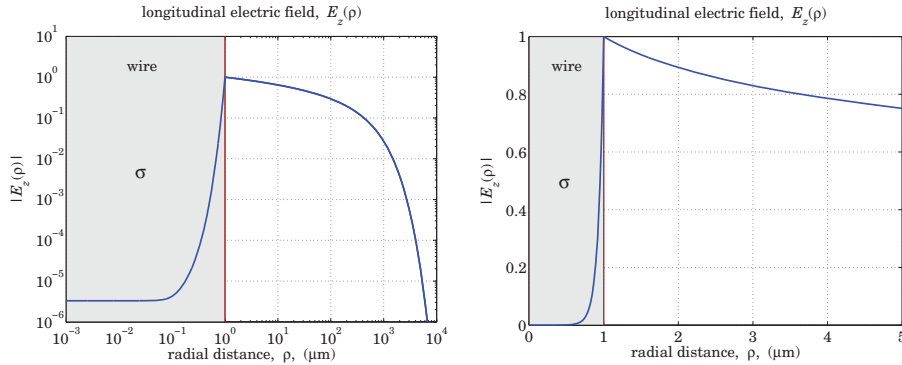 longitudinal electric field, E_z(ρ)
|E_z(ρ)|
10^1
10^0
10^−1
10^−2
10^−3
10^−4
10^−5
10^−6
wire
σ
10^−3 10^−2 10^−1 10^0 10^1 10^2 10^3 10^4
radial distance, ρ, (μm)
longitudinal electric field, E_z(ρ)
|E_z(ρ)|
1
0.8
0.6
0.4
0.2
0
wire
σ
0 1 2 3 4 5
radial distance, ρ, (μm)